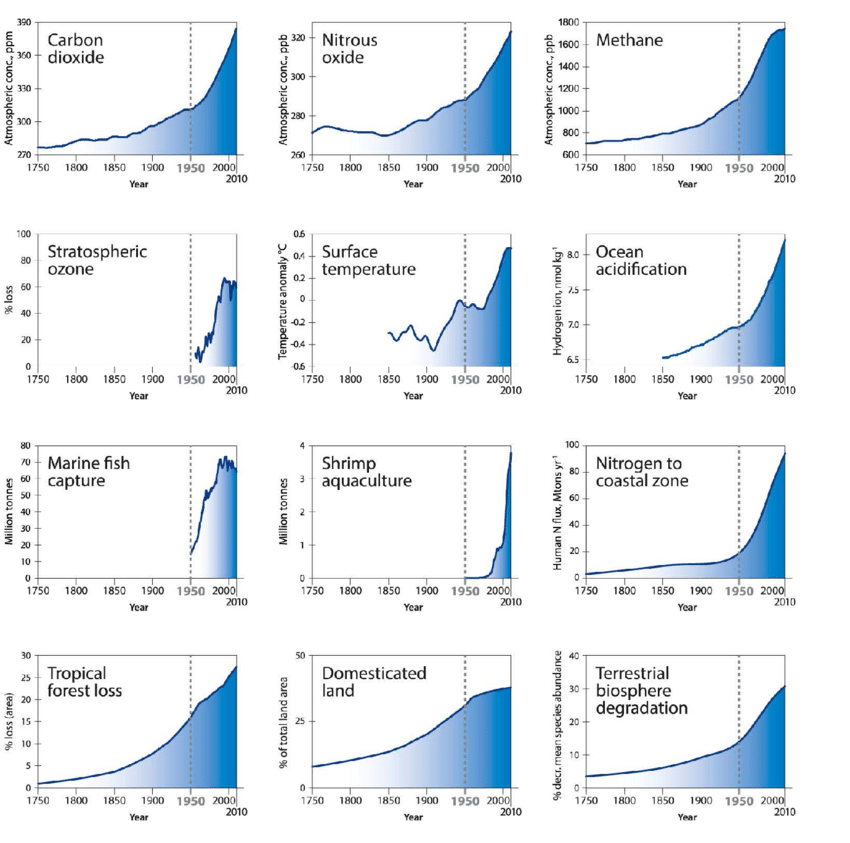 Carbon
dioxide
Atmospheric conc., ppm
390
360
330
300
270
1750 1800 1850 1900 1950 2000
2010
Year
Nitrous
oxide
Atmospheric conc., ppb
320
300
280
260
1750 1800 1850 1900 1950 2000
2010
Year
Methane
Atmospheric conc., ppb
1800
1600
1400
1200
1000
800
600
1750 1800 1850 1900 1950 2000
2010
Year
Stratospheric
ozone
% loss
100
80
60
40
20
0
1750 1800 1850 1900 1950 2000
2010
Year
Surface
temperature
Temperature anomaly °C
0.6
0.4
0.2
0
-0.2
-0.4
-0.6
1750 1800 1850 1900 1950 2000
2010
Year
Ocean
acidification
Hydrogen ion, nmol kg⁻¹
8.0
7.5
7.0
6.5
1750 1800 1850 1900 1950 2000
2010
Year
Marine fish
capture
Million tonnes
80
70
60
50
40
30
20
10
0
1750 1800 1850 1900 1950 2000
2010
Year
Shrimp
aquaculture
Million tonnes
4
3
2
1
0
1750 1800 1850 1900 1950 2000
2010
Year
Nitrogen to
coastal zone
Human N flux, Mtons yr⁻¹
100
80
60
40
20
0
1750 1800 1850 1900 1950 2000
2010
Year
Tropical
forest loss
% loss (area)
30
25
20
15
10
5
0
1750 1800 1850 1900 1950 2000
2010
Year
Domesticated
land
% of total land area
50
25
0
1750 1800 1850 1900 1950 2000
2010
Year
Terrestrial
biosphere
degradation
% decr. mean species abundance
40
30
20
10
0
1750 1800 1850 1900 1950 2000
2010
Year